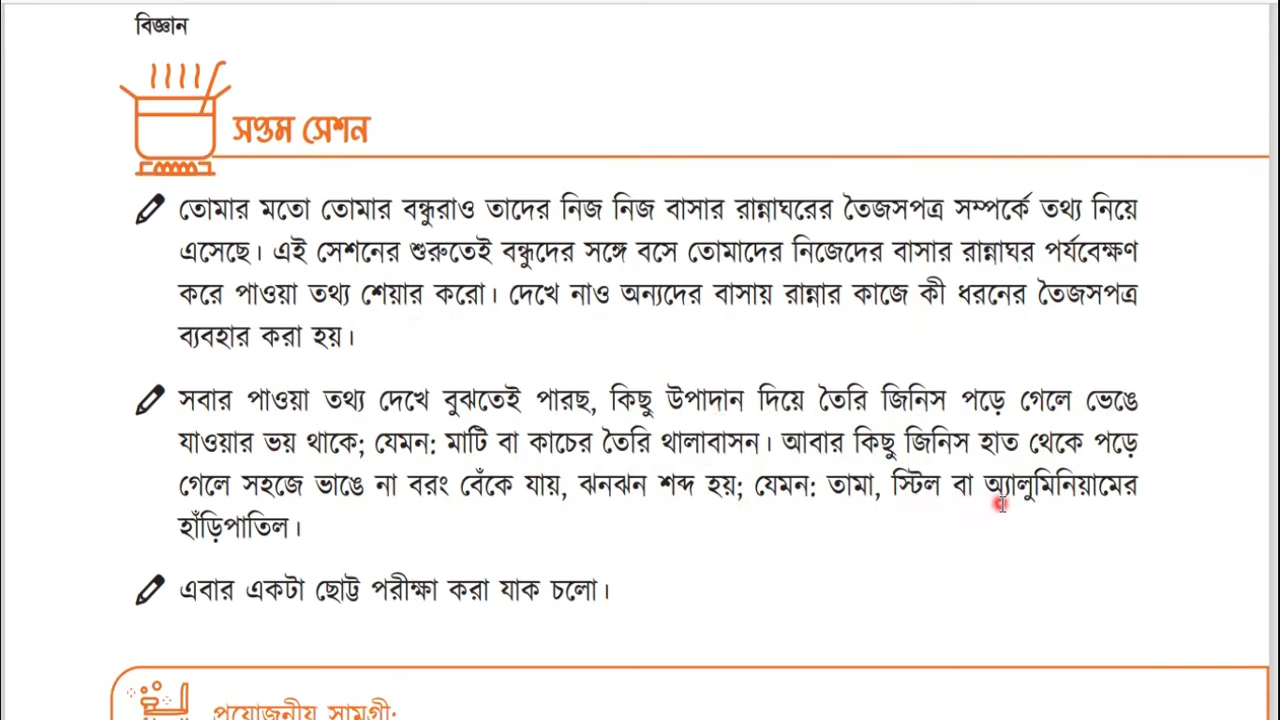 বিজ্ঞান
সপ্তম সেশন
তোমার মতো তোমার বন্ধুরাও তাদের নিজ নিজ বাসার রান্নাঘরের তৈজসপত্র সম্পর্কে তথ্য নিয়ে
এসেছে। এই সেশনের শুরুতেই বন্ধুদের সঙ্গে বসে তোমাদের নিজেদের বাসার রান্নাঘর পর্যবেক্ষণ
করে পাওয়া তথ্য শেয়ার করো। দেখে নাও অন্যদের বাসায় রান্নার কাজে কী ধরনের তৈজসপত্র
ব্যবহার করা হয়।
সবার পাওয়া তথ্য দেখে বুঝতেই পারছ, কিছু উপাদান দিয়ে তৈরি জিনিস পড়ে গেলে ভেঙে
যাওয়ার ভয় থাকে; যেমন: মাটি বা কাচের তৈরি থালাবাসন। আবার কিছু জিনিস হাত থেকে পড়ে
গেলে সহজে ভাঙে না বরং বেঁকে যায়, ঝনঝন শব্দ হয়; যেমন: তামা, স্টিল বা অ্যালুমিনিয়ামের
হাঁড়িপাতিল।
এবার একটা ছোট্ট পরীক্ষা করা যাক চলো।
প্রয়োজনীয় সামগ্রী: